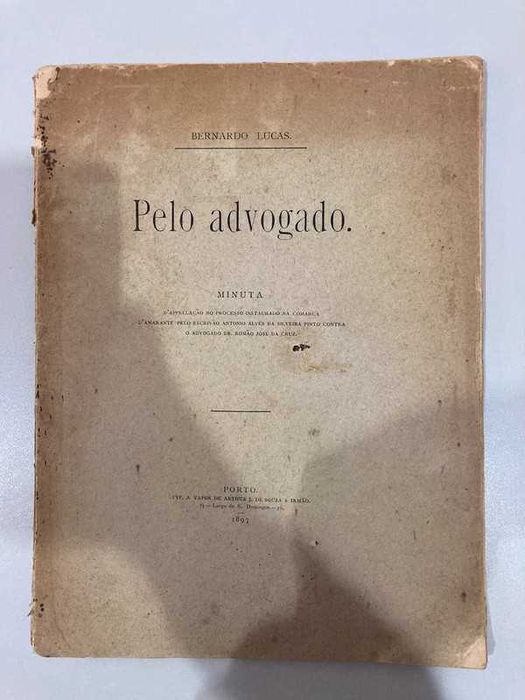 BERNARDO LUCAS.
Pelo advogado.
MINUTA
D'APPELLAÇÃO NO PROCESSO INSTAURADO NA COMARCA
D'AMARANTE PELO ESCRIVÃO ANTONIO ALVES DA SILVEIRA PINTO CONTRA
O ADVOGADO DR. ROMÃO JOSÉ DA CRUZ.
PORTO.
TYP. A VAPOR DE ARTHUR J. DE SOUZA & IRMÃO.
Largo de S. Domingos
1897